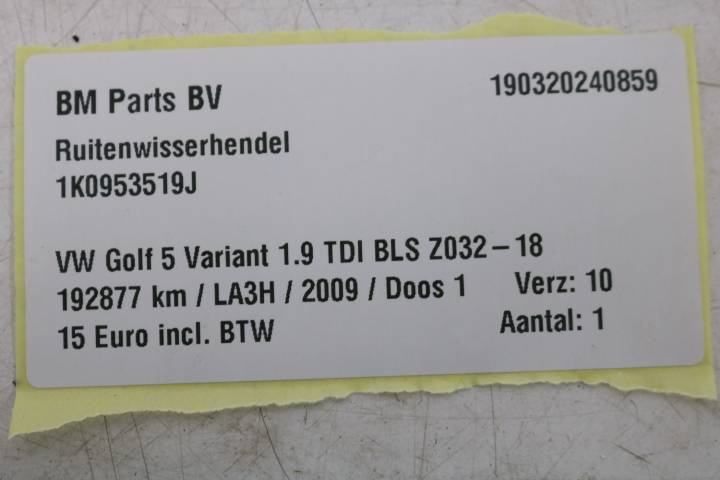 BM Parts BV 190320240859
Ruitenwisserhendel
1K0953519J
VW Golf 5 Variant 1.9 TDI BLS Z032-18
192877 km / LA3H / 2009 / Doos 1 Verz: 10
15 Euro incl. BTW Aantal: 1